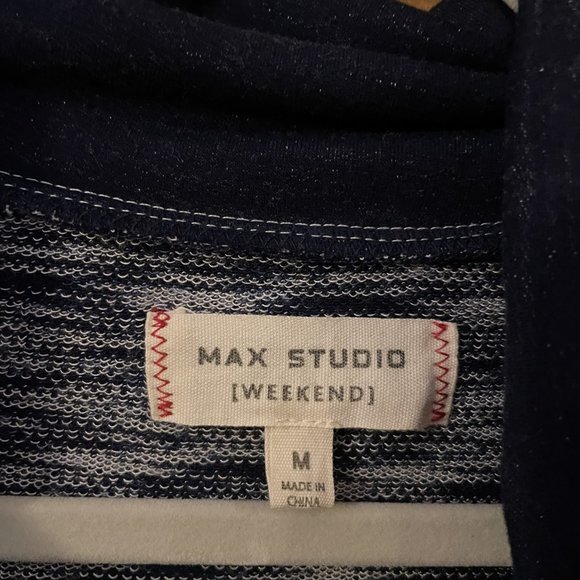 MAX STUDIO
[WEEKEND]
M
MADE IN
CHINA